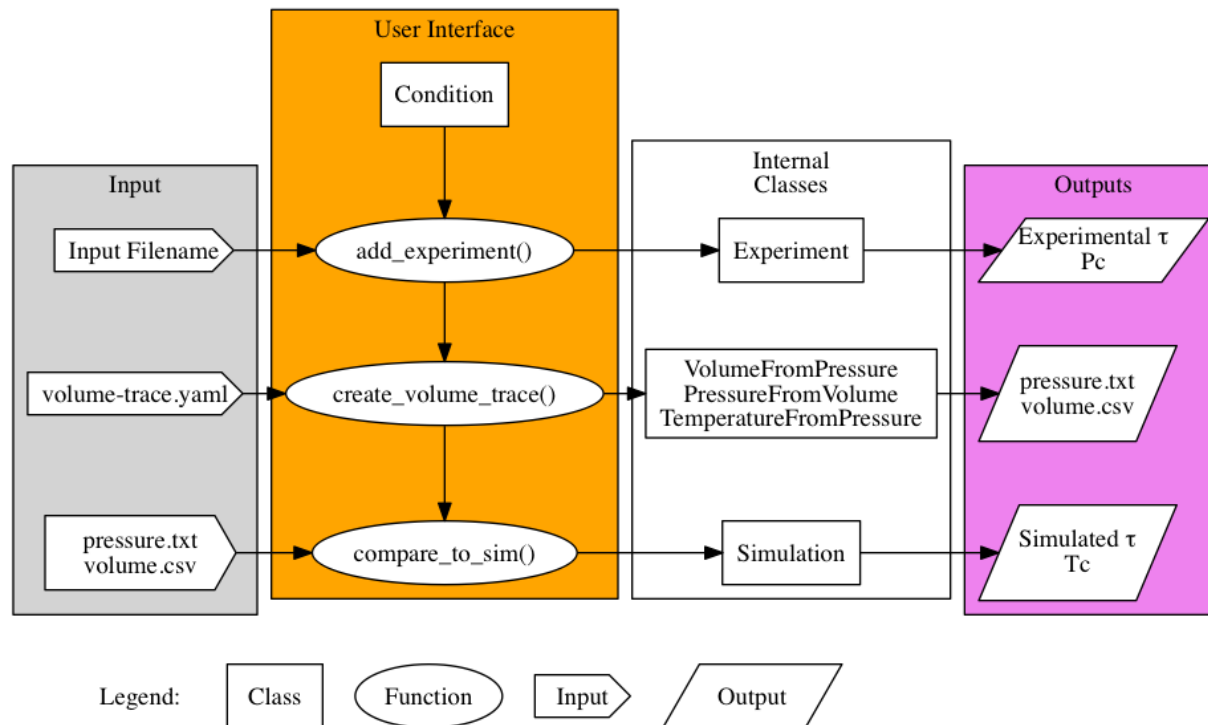 User Interface
Condition
Internal
Classes
Input
Outputs
Input Filename
add_experiment()
Experiment
Experimental τ
Pc
volume-trace.yaml
create_volume_trace()
VolumeFromPressure
PressureFromVolume
TemperatureFromPressure
pressure.txt
volume.csv
pressure.txt
volume.csv
compare_to_sim()
Simulation
Simulated τ
Tc
Legend:
Class
Function
Input
Output